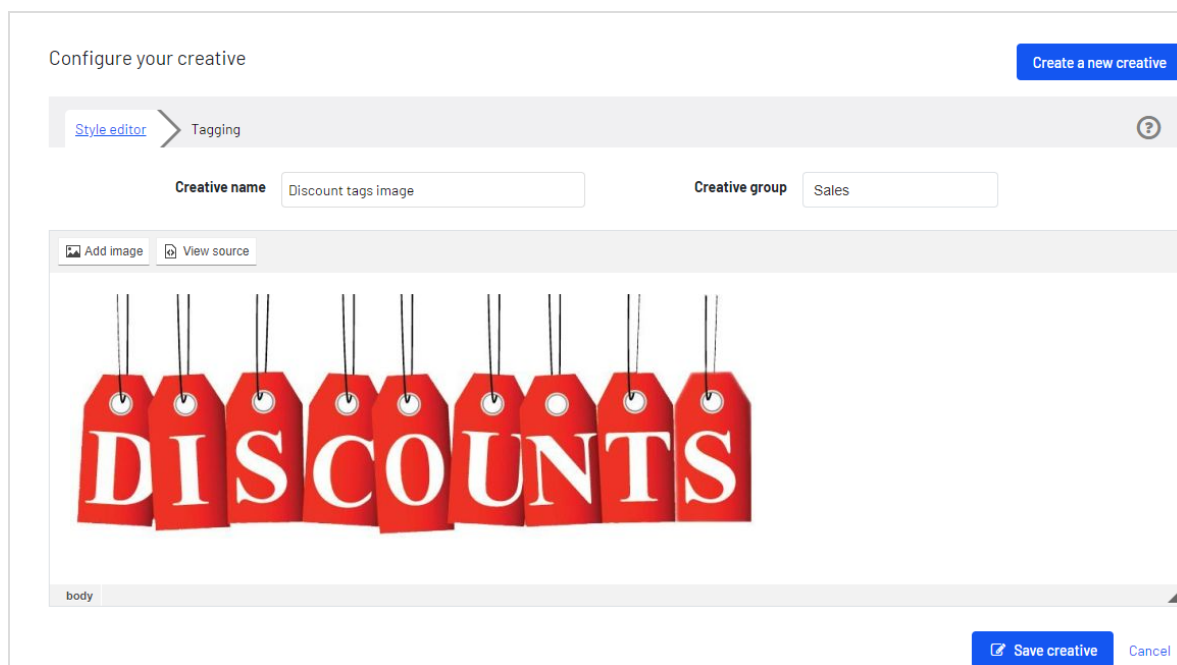 Configure your creative
Create a new creative
Style editor
Tagging
?
Creative name
Discount tags image
Creative group
Sales
Add image
View source
DISCOUNTS
body
Save creative
Cancel